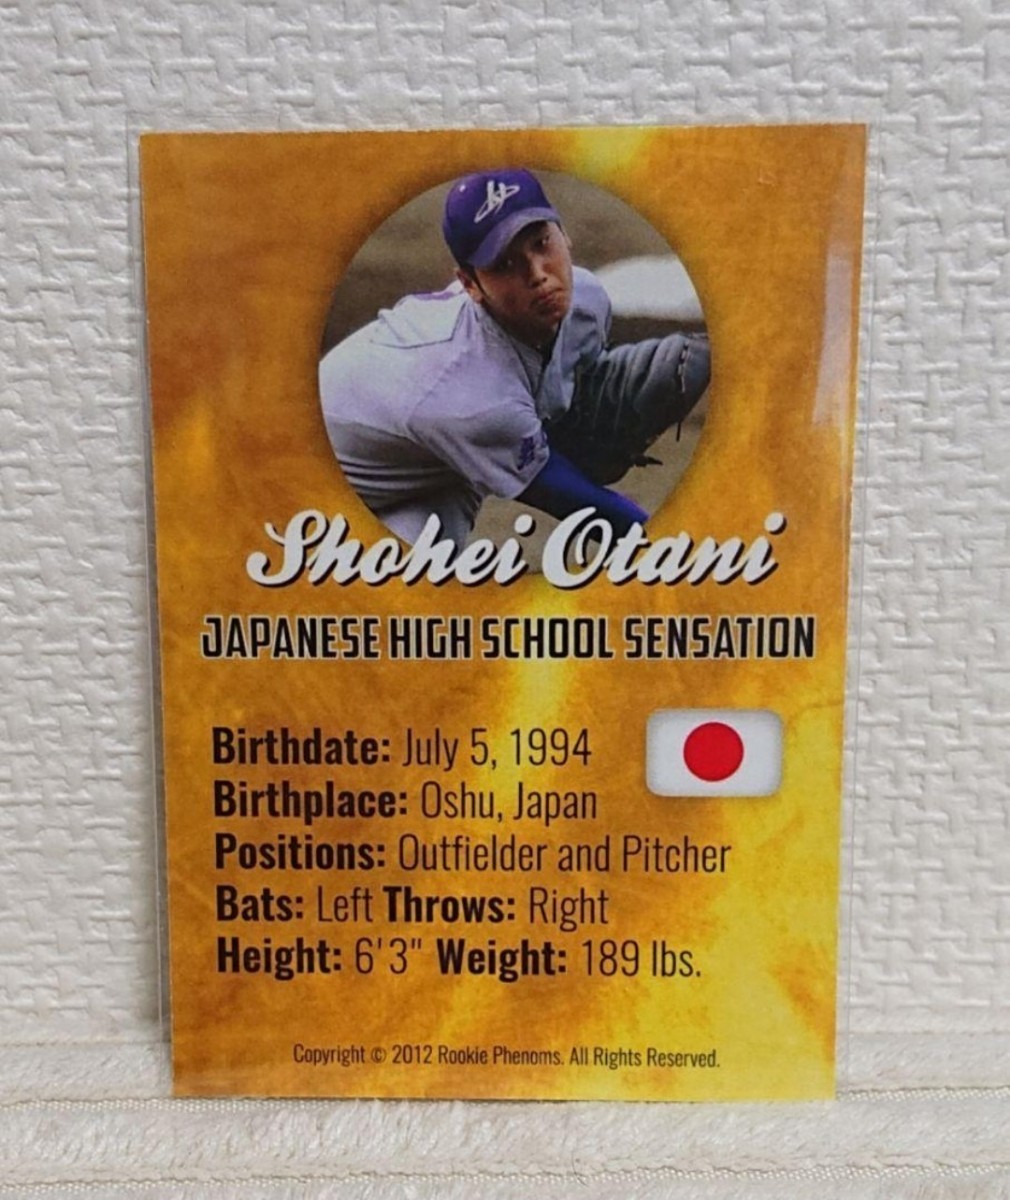 Shohei Otani
JAPANESE HIGH SCHOOL SENSATION
Birthdate: July 5, 1994
Birthplace: Oshu, Japan
Positions: Outfielder and Pitcher
Bats: Left Throws: Right
Height: 6'3" Weight: 189 lbs.
Copyright © 2012 Rookie Phenoms. All Rights Reserved.